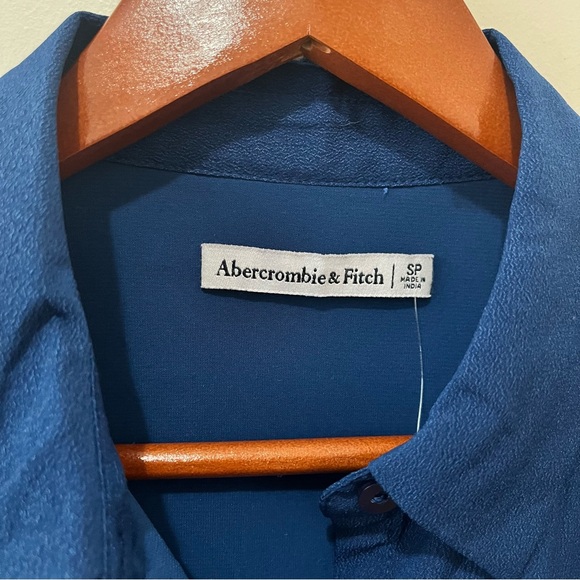 Abercrombie & Fitch | SP
MADE IN
INDIA